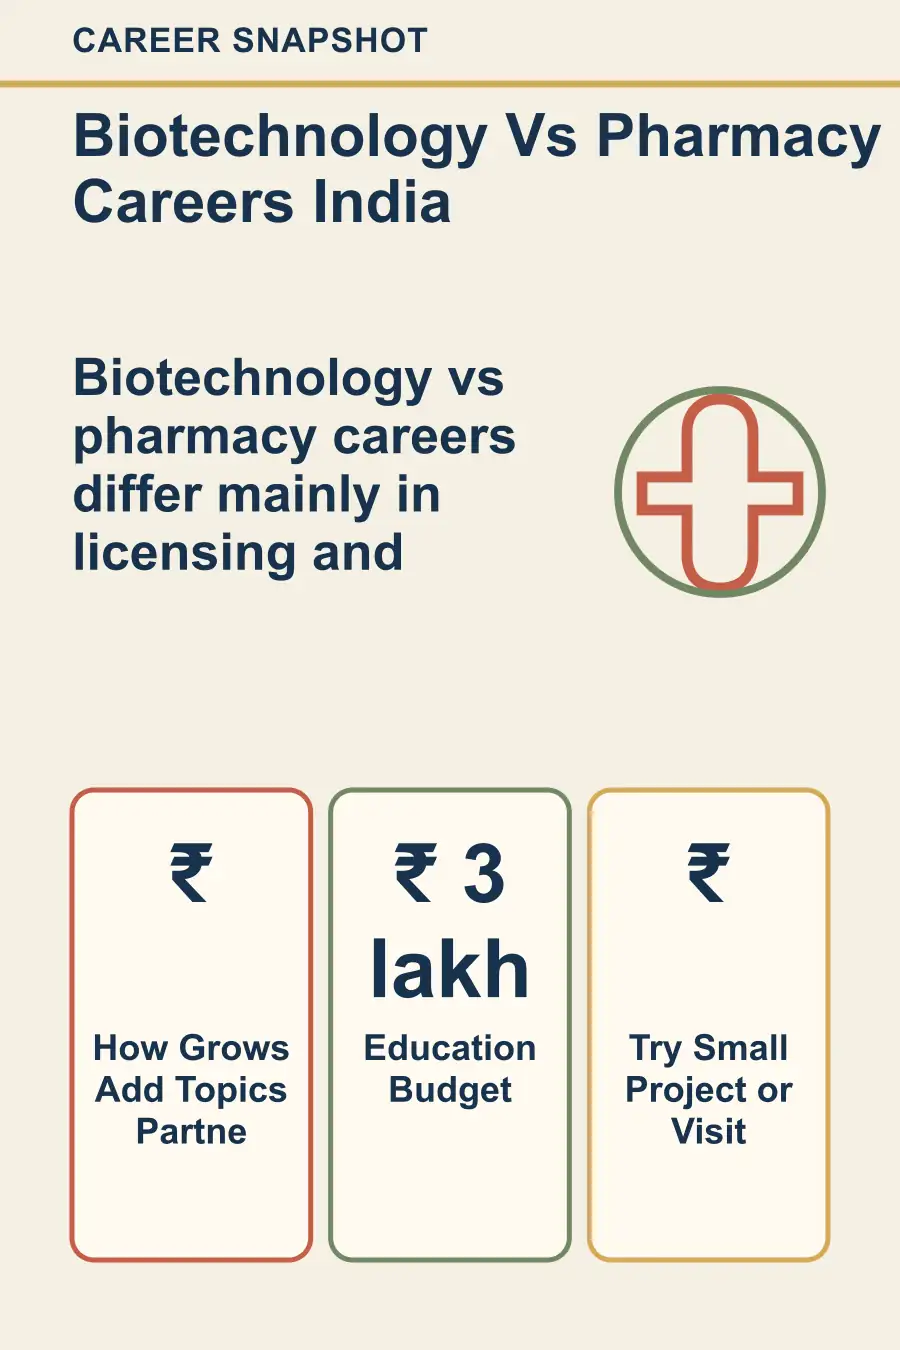 CAREER SNAPSHOT
Biotechnology Vs Pharmacy
Careers India
Biotechnology vs
pharmacy careers
differ mainly in
licensing and
₹
How Grows
Add Topics
Partne
₹ 3
lakh
Education
Budget
₹
Try Small
Project or
Visit